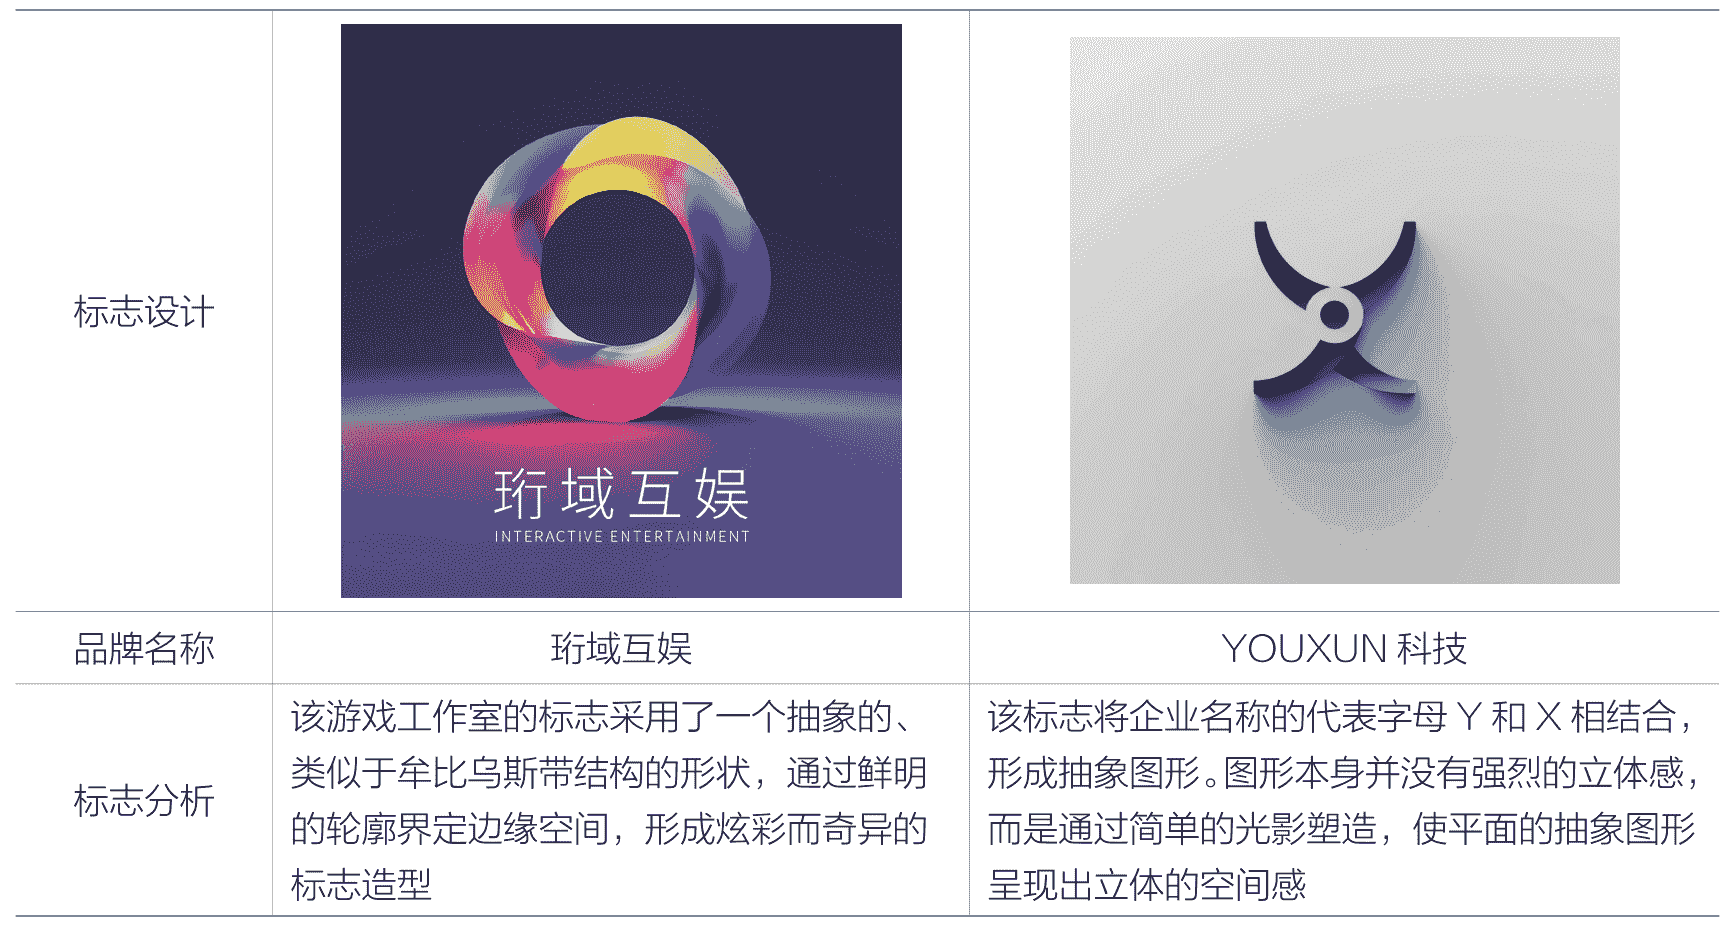 标志设计
珩域互娱
INTERACTIVE ENTERTAINMENT
品牌名称
珩域互娱
YOUXUN 科技
标志分析
该游戏工作室的标志采用了一个抽象的、
类似于牟比乌斯带结构的形状，通过鲜明
的轮廓界定边缘空间，形成炫彩而奇异的
标志造型
该标志将企业名称的代表字母 Y 和 X 相结合，
形成抽象图形。图形本身并没有强烈的立体感，
而是通过简单的光影塑造，使平面的抽象图形
呈现出立体的空间感